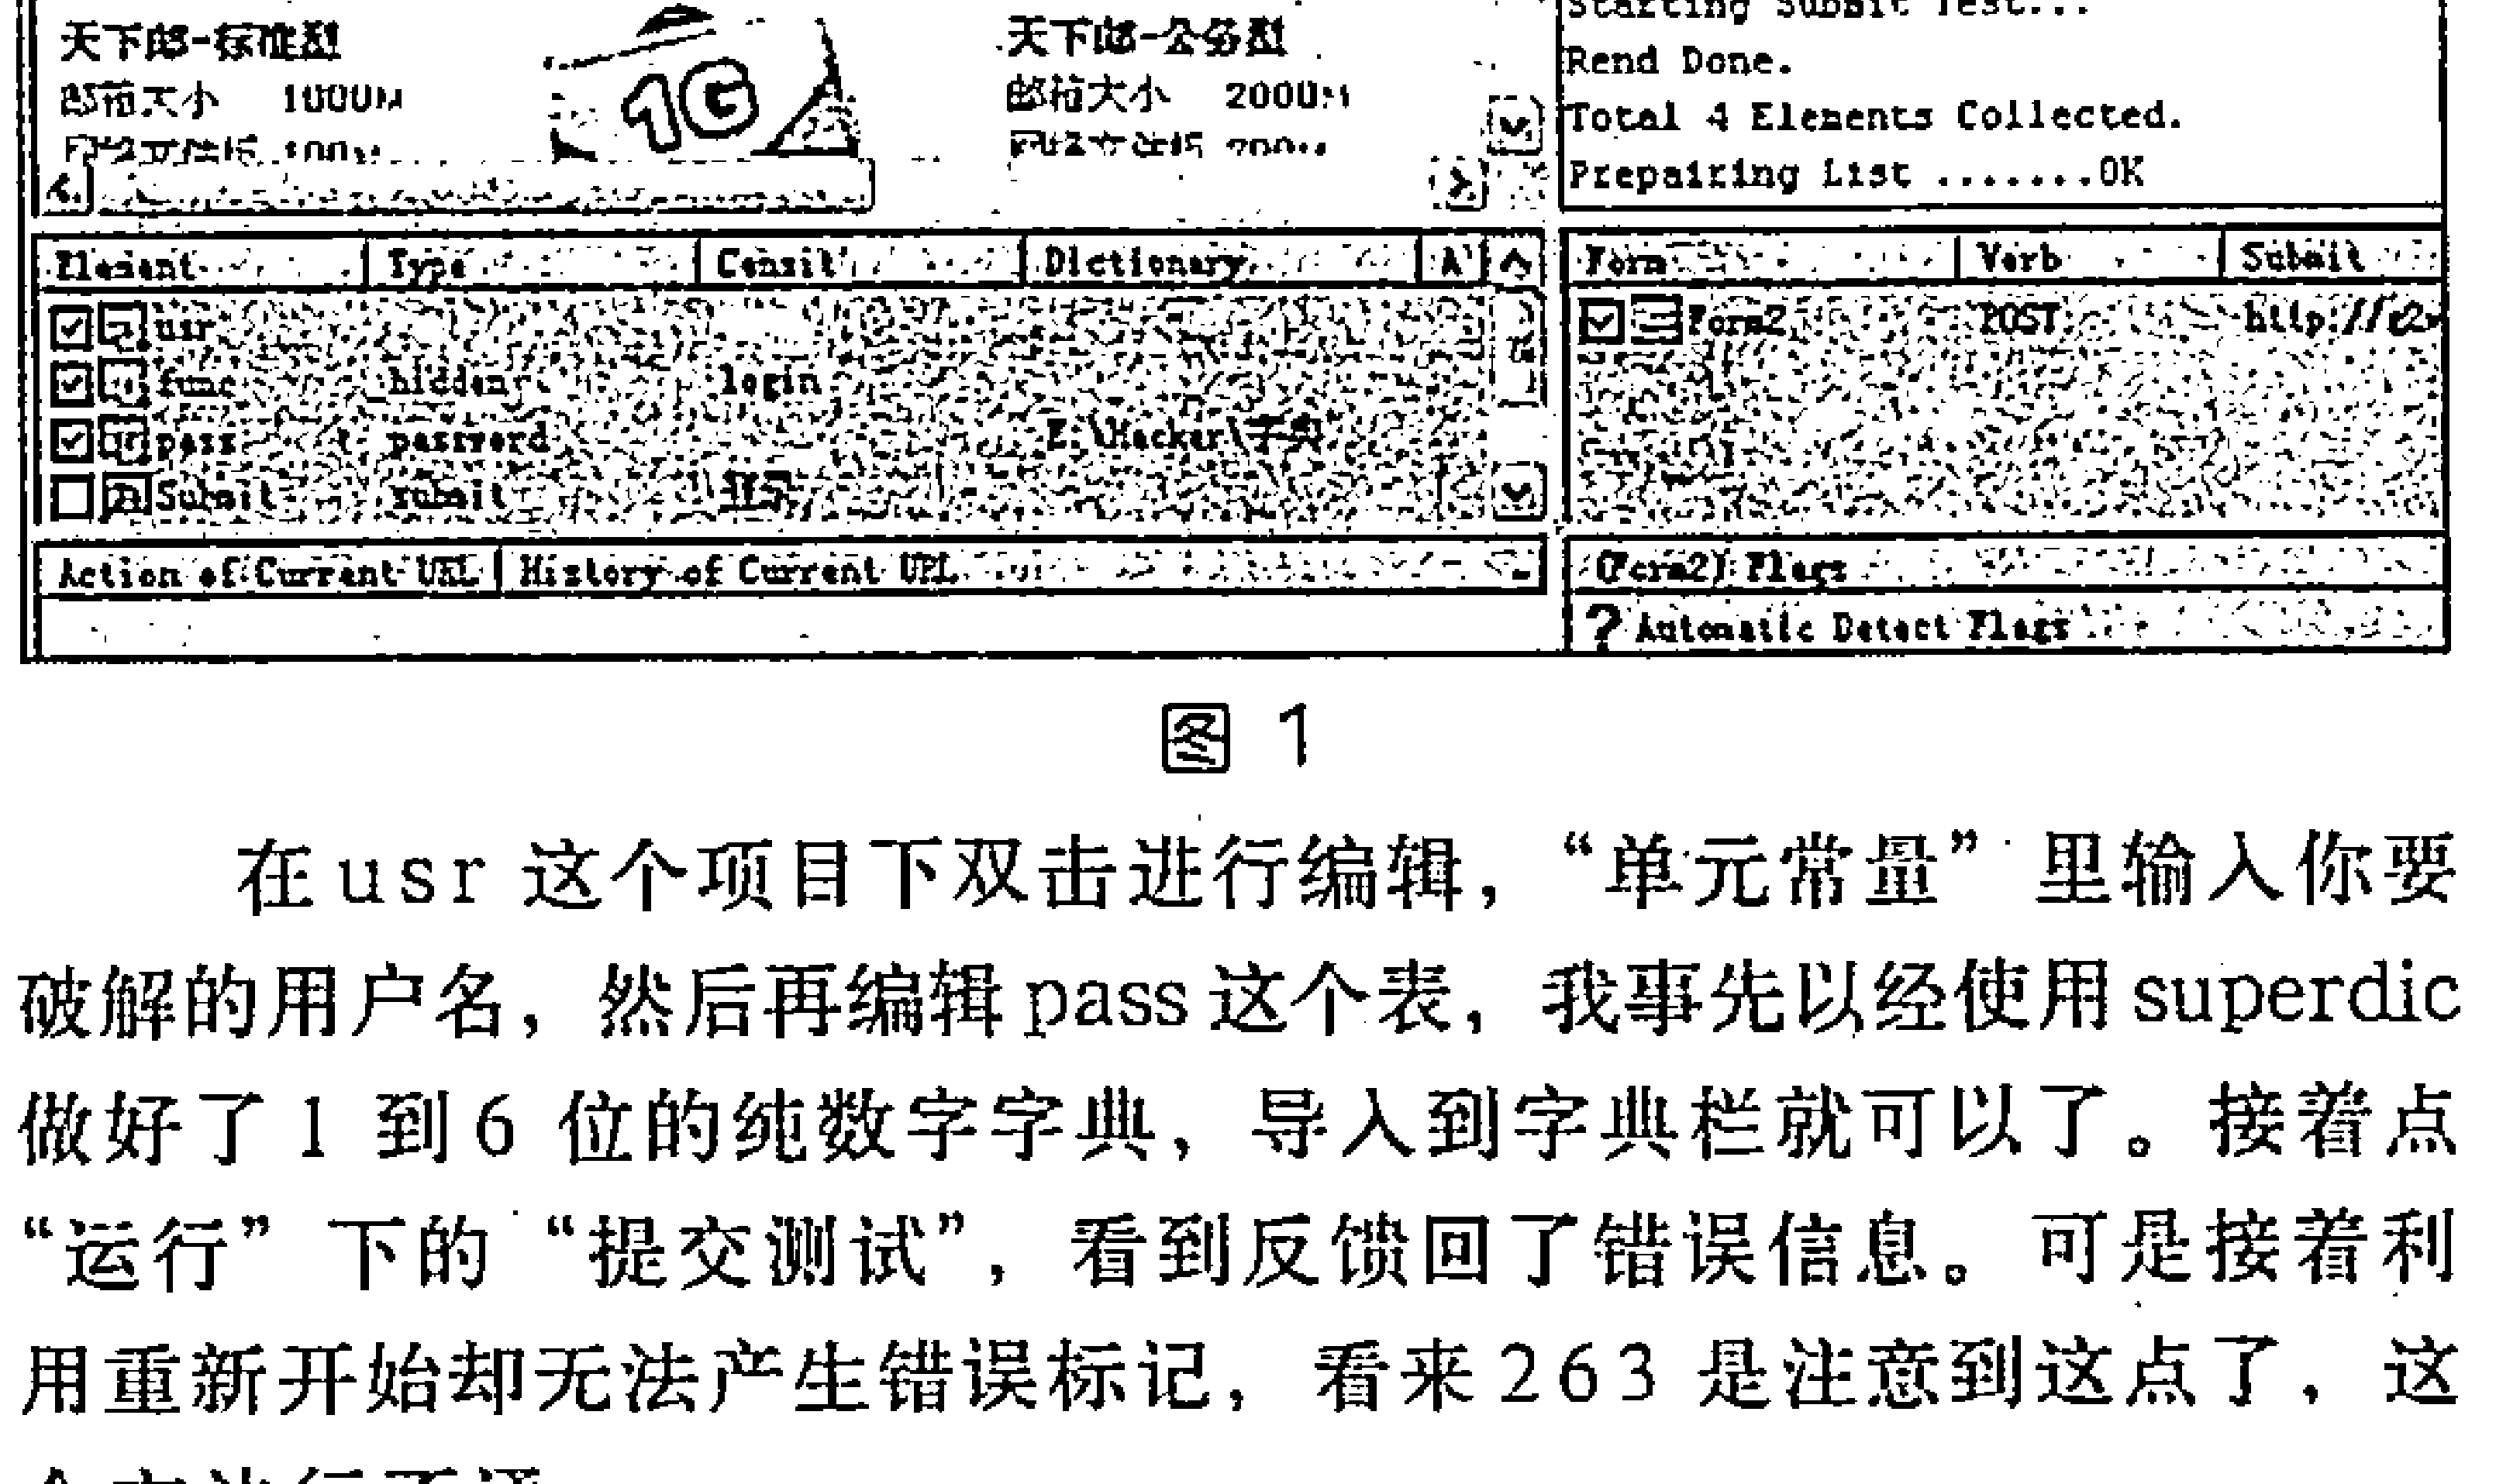 天下邮-标准型
天下邮-公务型
Starting Submit Test...
邮箱大小 1000M
邮箱大小 2000M
Rend Done.
1G
Total 4 Elements Collected.
Prepairing List .......OK
Element Type Constit Dictionary A
Form Verb Submit
usr
Form2 POST http://
func hidden login
pass password E:\Hacker\字典
Submit submit
Action of Current URL History of Current URL
(Form2) Flags
? Automatic Detect Flags
图 1
在usr 这个项目下双击进行编辑，“单元常量”里输入你要
破解的用户名，然后再编辑pass这个表，我事先以经使用superdic
做好了1 到6 位的纯数字字典，导入到字典栏就可以了。接着点
“运行”下的“提交测试”，看到反馈回了错误信息。可是接着利
用重新开始却无法产生错误标记，看来263 是注意到这点了，这